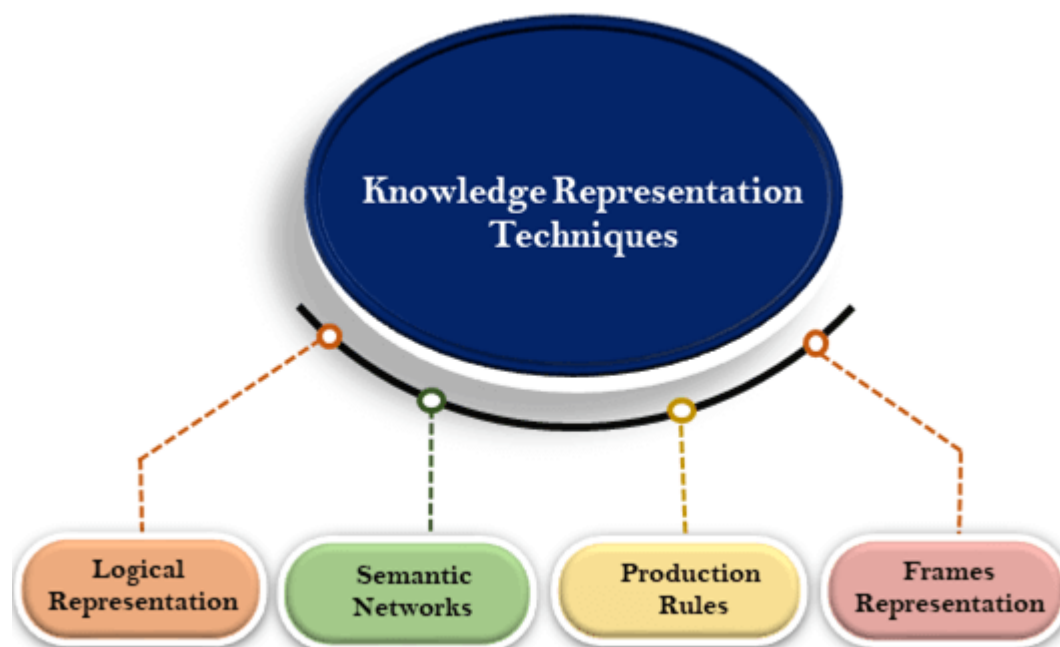 Knowledge Representation
Techniques
Logical
Representation
Semantic
Networks
Production
Rules
Frames
Representation